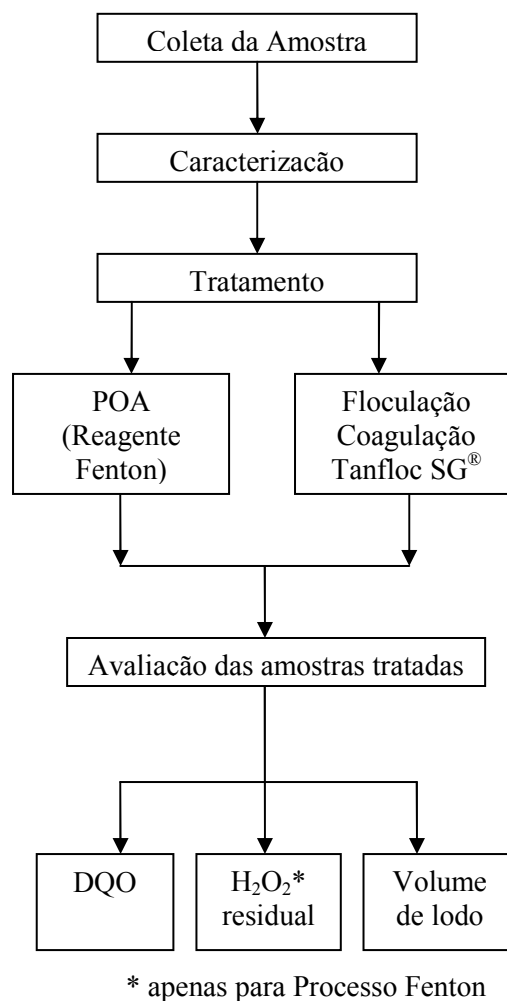 Coleta da Amostra
Caracterizacão
Tratamento
POA
(Reagente
Fenton)
Floculação
Coagulação
Tanfloc SG®
Avaliacão das amostras tratadas
DQO
H₂O₂*
residual
Volume
de lodo
* apenas para Processo Fenton